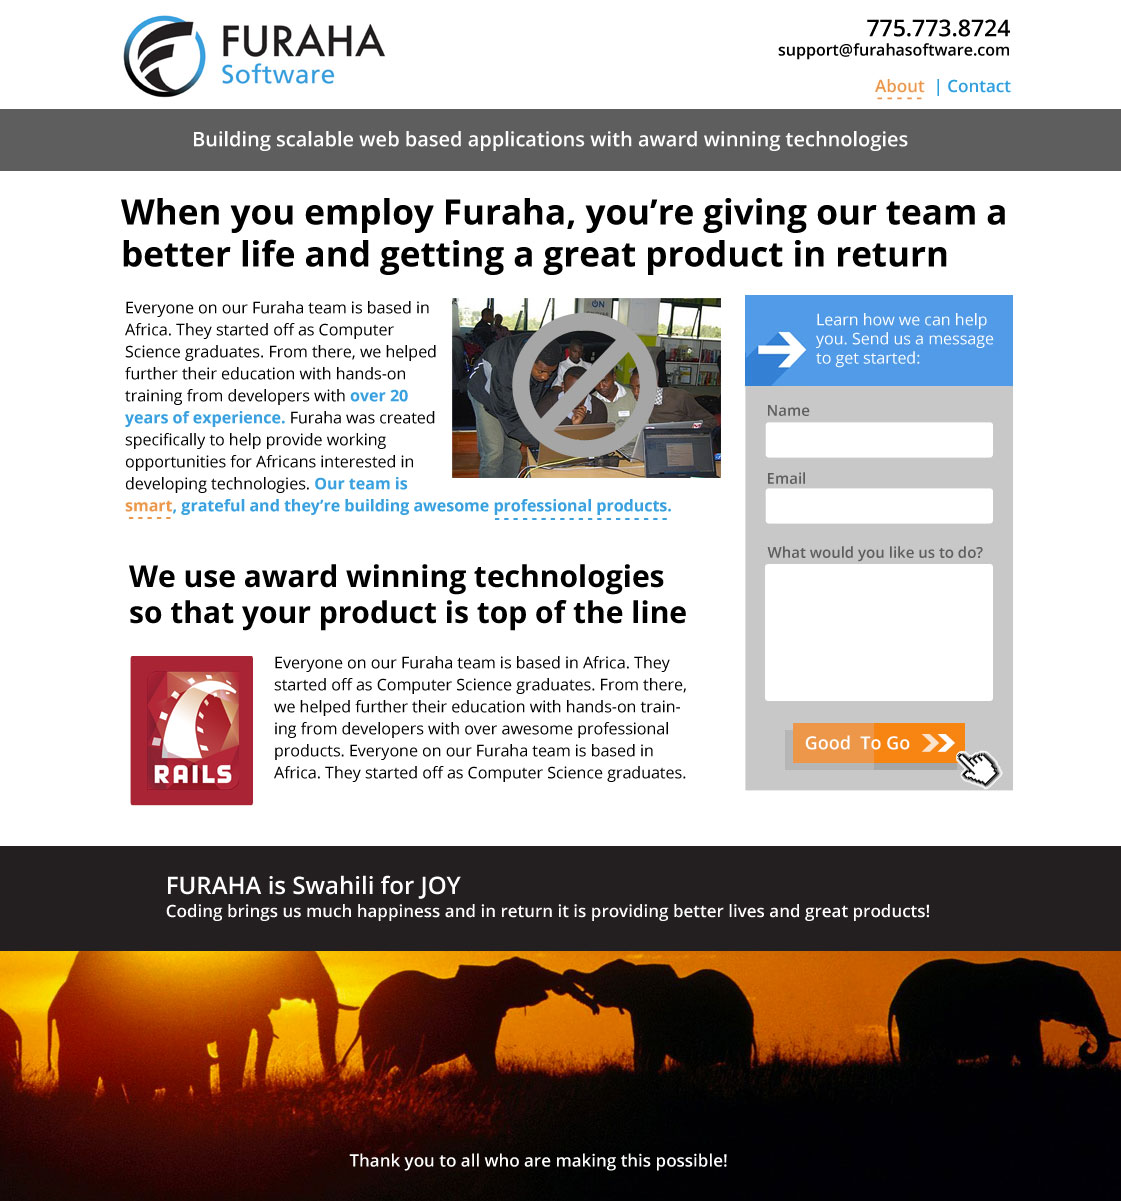 FURAHA
Software
775.773.8724
support@furahasoftware.com
About | Contact
Building scalable web based applications with award winning technologies
When you employ Furaha, you’re giving our team a
better life and getting a great product in return
Everyone on our Furaha team is based in
Africa. They started off as Computer
Science graduates. From there, we helped
further their education with hands-on
training from developers with over 20
years of experience. Furaha was created
specifically to help provide working
opportunities for Africans interested in
developing technologies. Our team is
smart, grateful and they’re building awesome professional products.
ON
Learn how we can help
you. Send us a message
to get started:
Name
Email
What would you like us to do?
Good To Go
We use award winning technologies
so that your product is top of the line
RAILS
Everyone on our Furaha team is based in Africa. They
started off as Computer Science graduates. From there,
we helped further their education with hands-on train-
ing from developers with over awesome professional
products. Everyone on our Furaha team is based in
Africa. They started off as Computer Science graduates.
FURAHA is Swahili for JOY
Coding brings us much happiness and in return it is providing better lives and great products!
Thank you to all who are making this possible!